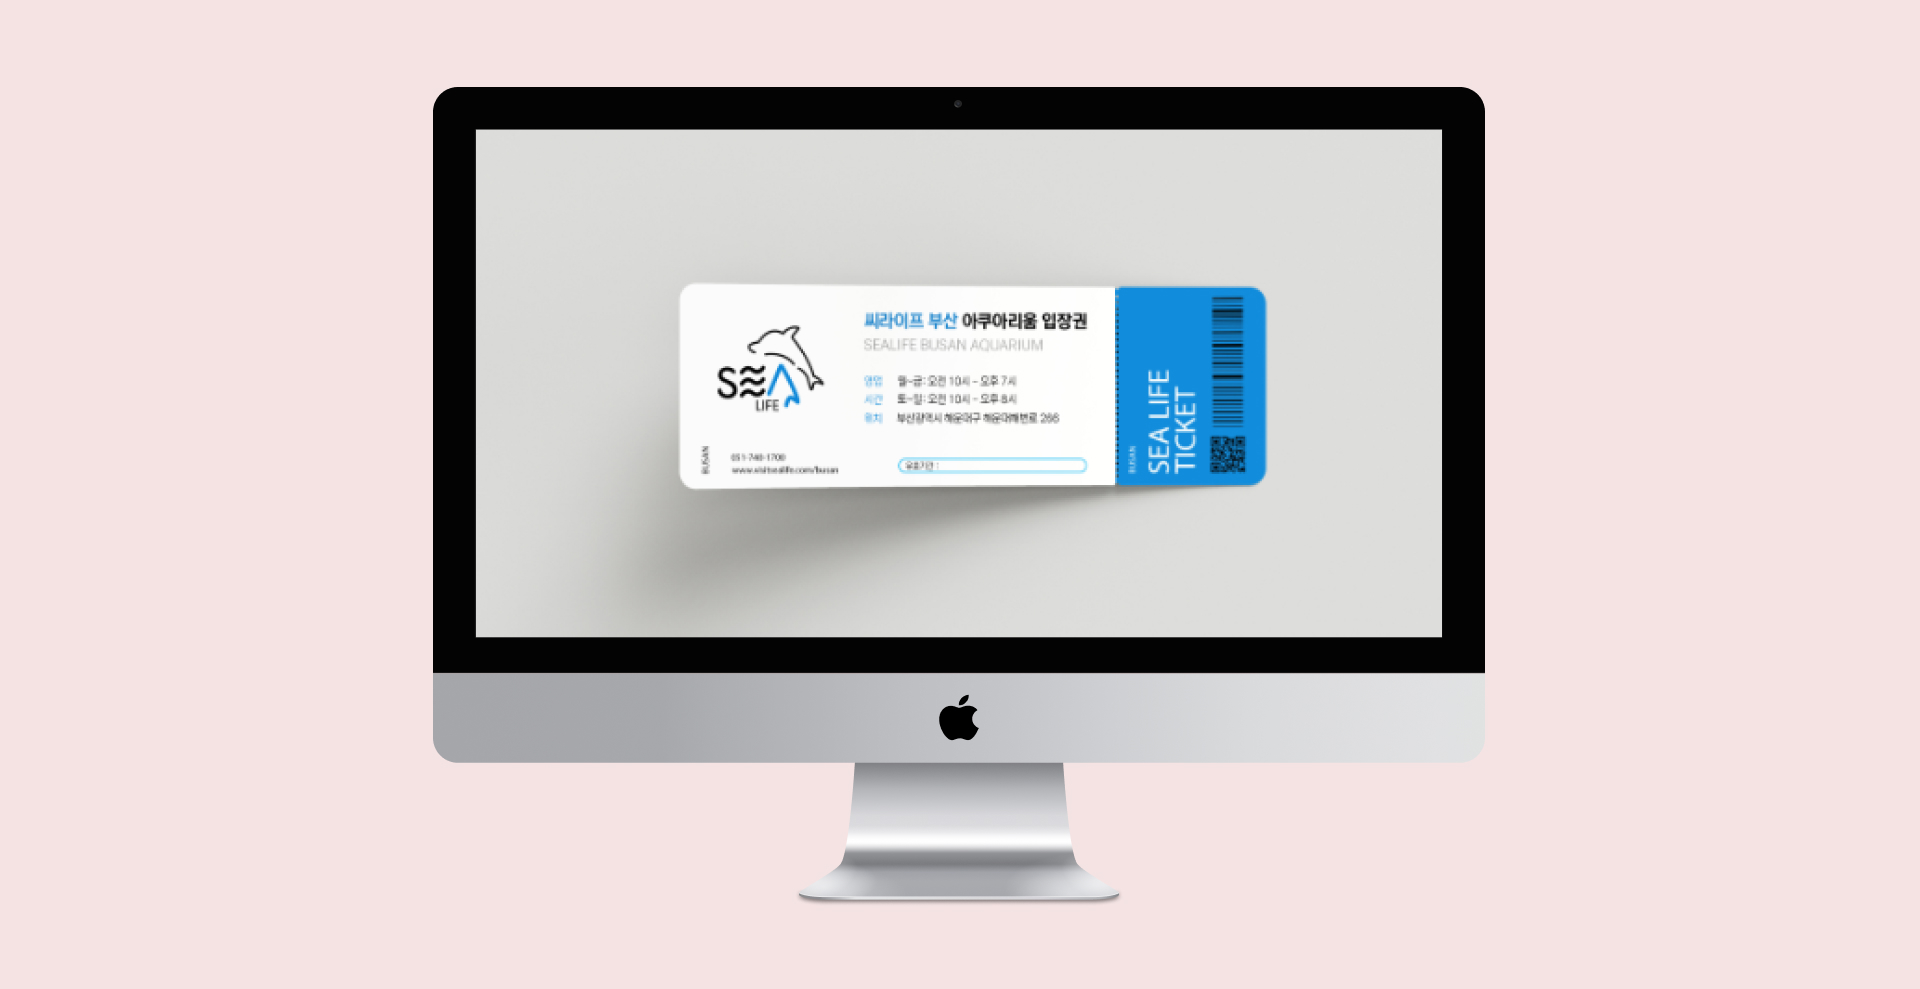 SEA
LIFE
씨라이프 부산 아쿠아리움 입장권
SEALIFE BUSAN AQUARIUM
영업 월~금: 오전 10시 - 오후 7시
시간 토~일: 오전 10시 - 오후 8시
위치 부산광역시 해운대구 해운대해변로 266
BUSAN
051-740-1700
www.visitsealife.com/busan
유효기간 :
BUSAN
SEA LIFE
TICKET